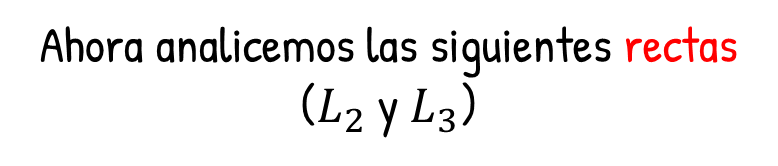 Ahora analicemos las siguientes rectas
(L₂ y L₃)